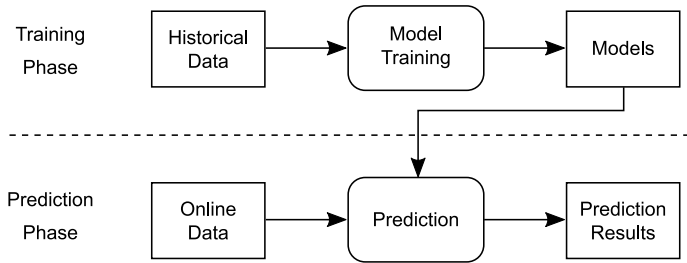 Training
Phase
Historical
Data
Model
Training
Models
Prediction
Phase
Online
Data
Prediction
Prediction
Results